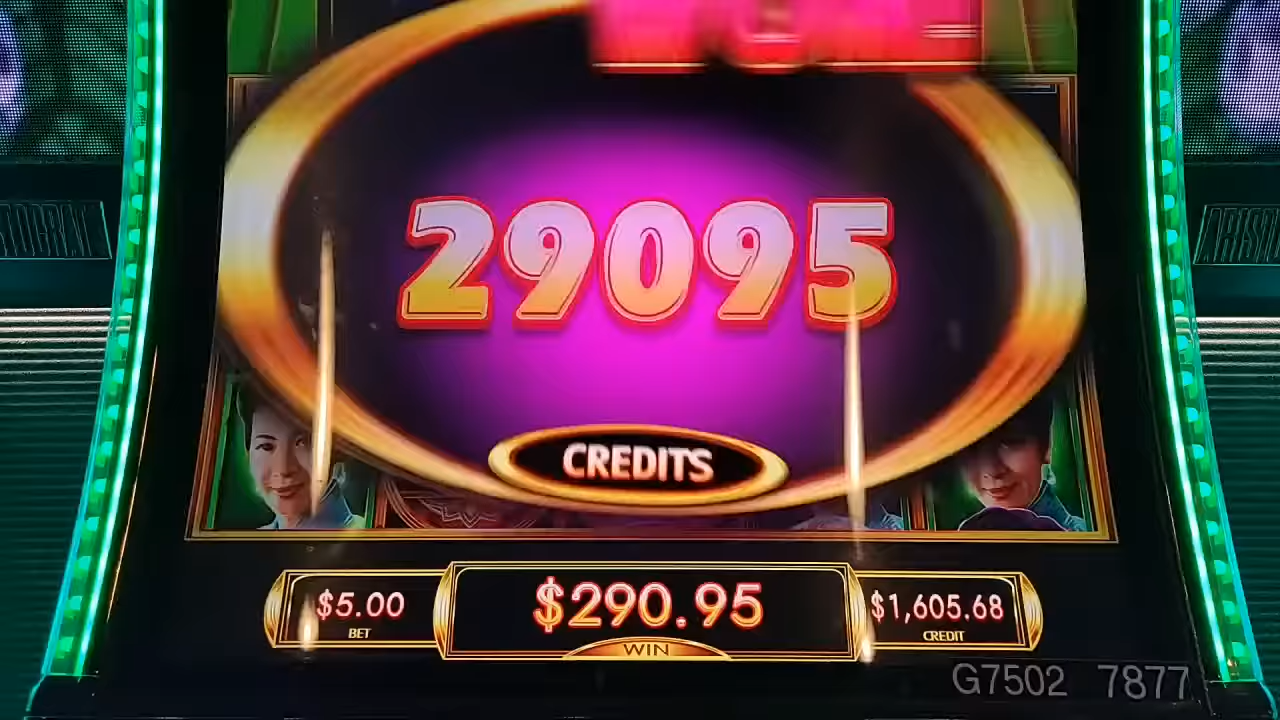 29095
CREDITS
$5.00
BET
$290.95
WIN
$1,605.68
CREDIT
G7502 7877